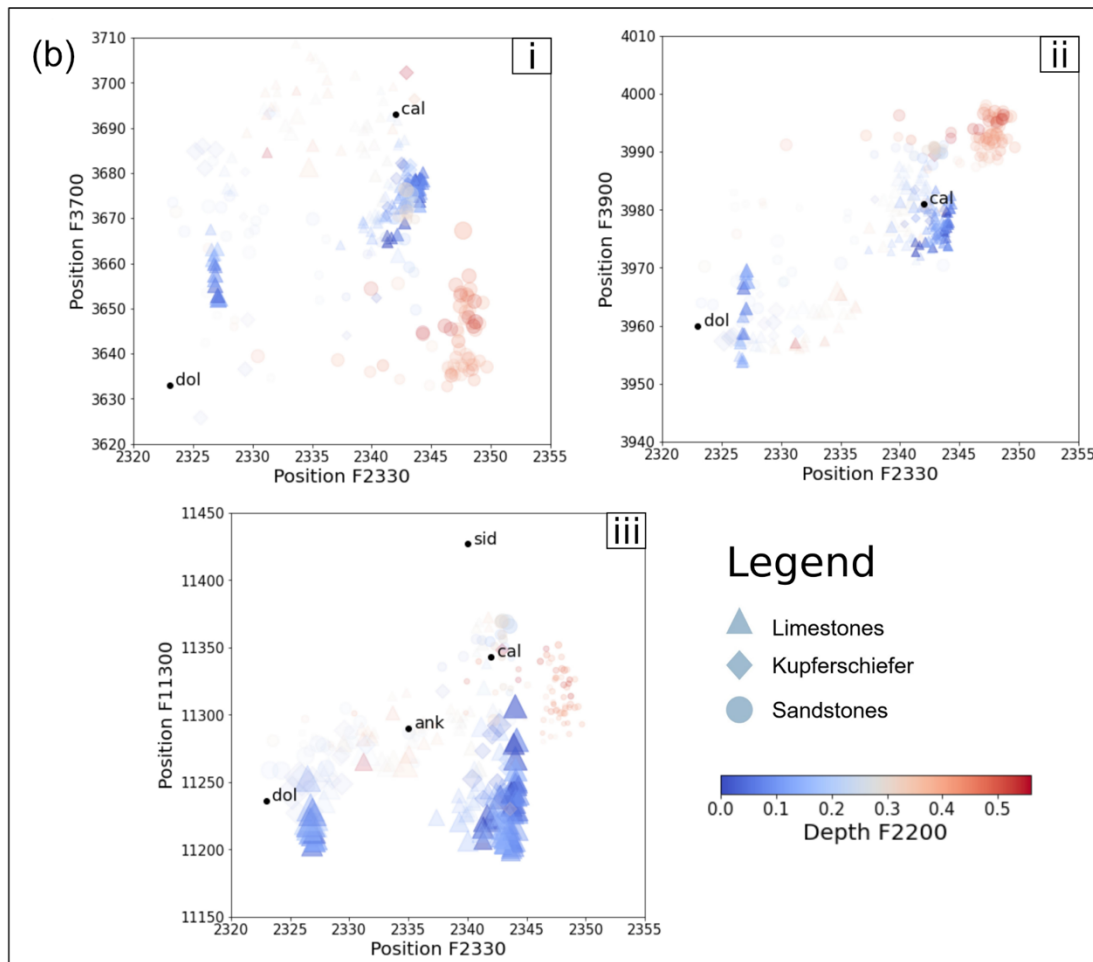 (b)
i
3710
3700
3690
3680
3670
3660
3650
3640
3630
3620
Position F3700
cal
dol
2320 2325 2330 2335 2340 2345 2350 2355
Position F2330
ii
4010
4000
3990
3980
3970
3960
3950
3940
Position F3900
cal
dol
2320 2325 2330 2335 2340 2345 2350 2355
Position F2330
iii
11450
11400
11350
11300
11250
11200
11150
Position F11300
sid
cal
ank
dol
2320 2325 2330 2335 2340 2345 2350 2355
Position F2330
Legend
Limestones
Kupferschiefer
Sandstones
0.0 0.1 0.2 0.3 0.4 0.5
Depth F2200